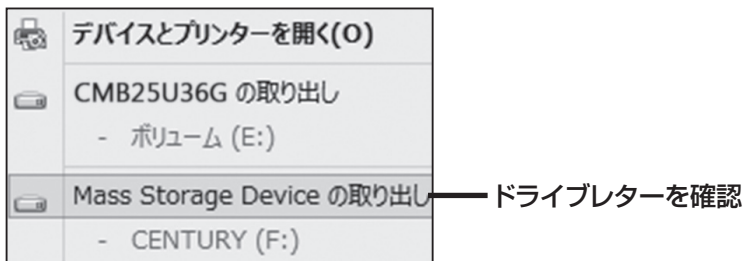 デバイスとプリンターを開く(O)
CMB25U36G の取り出し
- ボリューム (E:)
Mass Storage Device の取り出し
ドライブレターを確認
- CENTURY (F:)